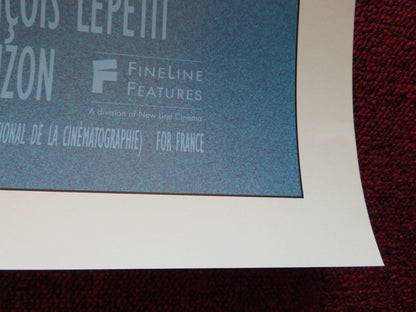 ÇOIS LEPETIT
ZON
FINELINE
FEATURES
A division of New Line Cinema
IONAL DE LA CINÉMATOGRAPHIE) FOR FRANCE